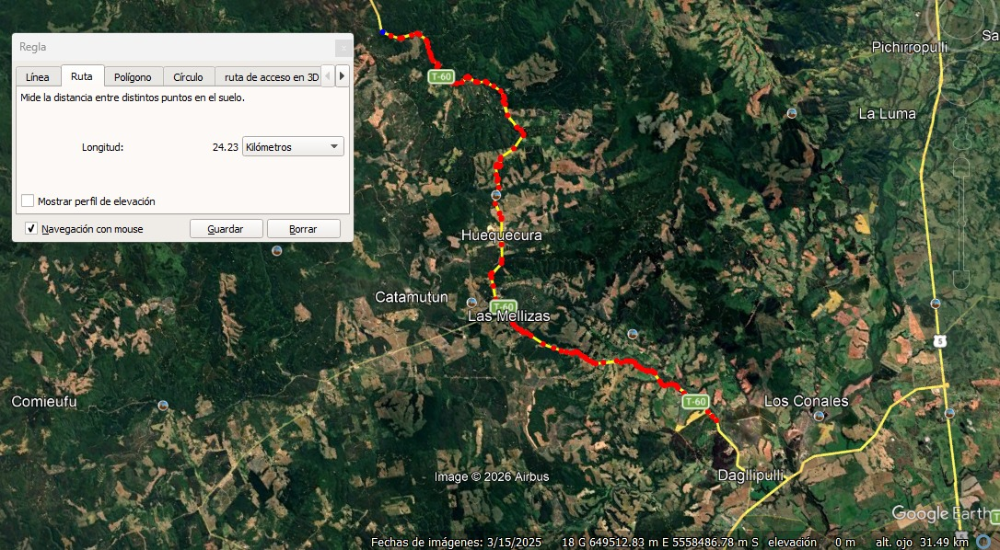 Regla
Línea
Ruta
Polígono
Círculo
ruta de acceso en 3D
Mide la distancia entre distintos puntos en el suelo.
Longitud:
24.23
Kilómetros
Mostrar perfil de elevación
Navegación con mouse
Guardar
Borrar
Pichirropulli
Sa
T-60
La Luma
Huequecura
Catamutun
T-60
Las Mellizas
5
Comieufu
T-60
Los Conales
Dagllipulli
Image © 2026 Airbus
Google Earth
Fechas de imágenes: 3/15/2025 18 G 649512.83 m E 5558486.78 m S elevación 0 m alt. ojo 31.49 km